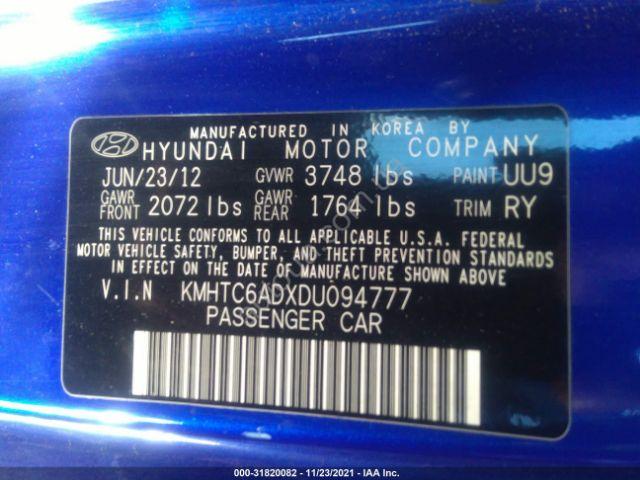 MANUFACTURED IN KOREA BY
HYUNDAI MOTOR COMPANY
JUN/23/12 GVWR 3748 lbs PAINT UU9
GAWR FRONT 2072 lbs GAWR REAR 1764 lbs TRIM RY
THIS VEHICLE CONFORMS TO ALL APPLICABLE U.S.A. FEDERAL
MOTOR VEHICLE SAFETY, BUMPER, AND THEFT PREVENTION STANDARDS
IN EFFECT ON THE DATE OF MANUFACTURE SHOWN ABOVE.
V.I.N KMHTC6ADXDU094777
PASSENGER CAR
000-31820082 - 11/23/2021 - IAA Inc.